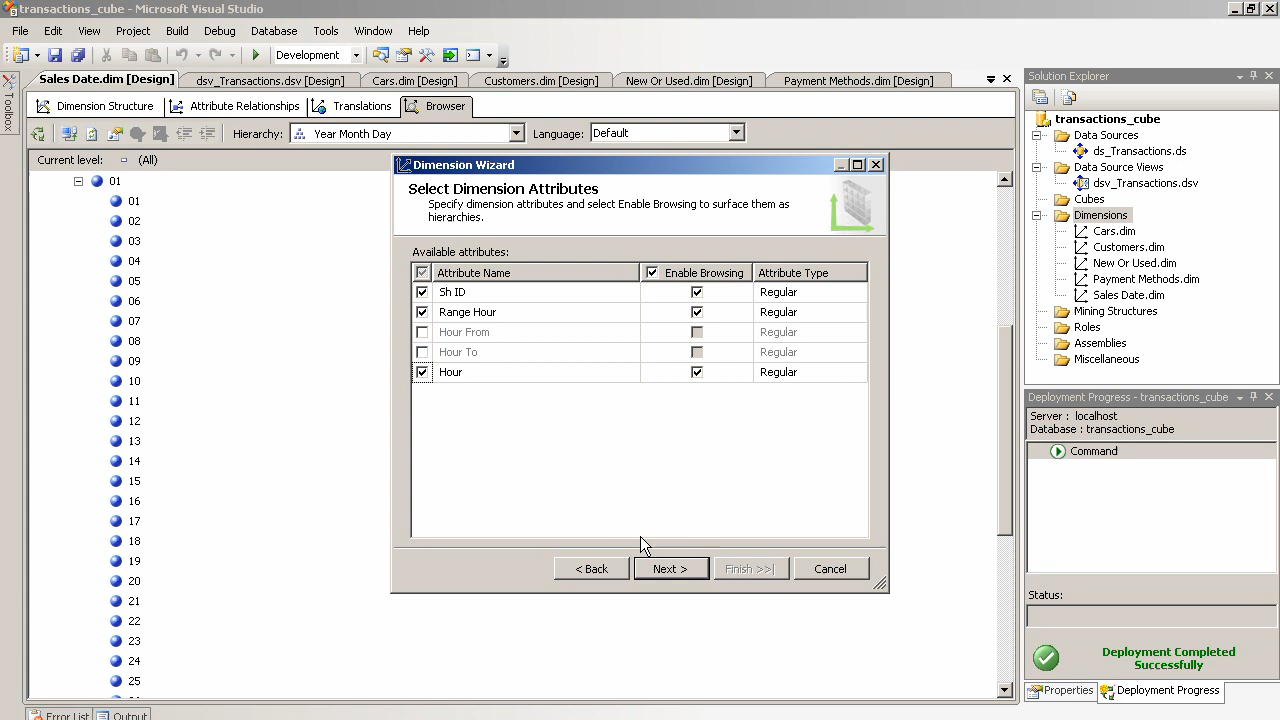 transactions_cube - Microsoft Visual Studio
File Edit View Project Build Debug Database Tools Window Help
Development
Sales Date.dim [Design] dsv_Transactions.dsv [Design] Cars.dim [Design] Customers.dim [Design] New Or Used.dim [Design] Payment Methods.dim [Design]
Toolbox
Dimension Structure Attribute Relationships Translations Browser
Hierarchy: Year Month Day Language: Default
Current level: (All)
01
01
02
03
04
05
06
07
08
09
10
11
12
13
14
15
16
17
18
19
20
21
22
23
24
25
Dimension Wizard
Select Dimension Attributes
Specify dimension attributes and select Enable Browsing to surface them as
hierarchies.
Available attributes:
Attribute Name Enable Browsing Attribute Type
Sh ID Regular
Range Hour Regular
Hour From Regular
Hour To Regular
Hour Regular
< Back Next > Finish >>| Cancel
Solution Explorer
transactions_cube
Data Sources
ds_Transactions.ds
Data Source Views
dsv_Transactions.dsv
Cubes
Dimensions
Cars.dim
Customers.dim
New Or Used.dim
Payment Methods.dim
Sales Date.dim
Mining Structures
Roles
Assemblies
Miscellaneous
Deployment Progress - transactions_cube
Server : localhost
Database : transactions_cube
Command
Status:
Deployment Completed
Successfully
Properties Deployment Progress
Error List Output